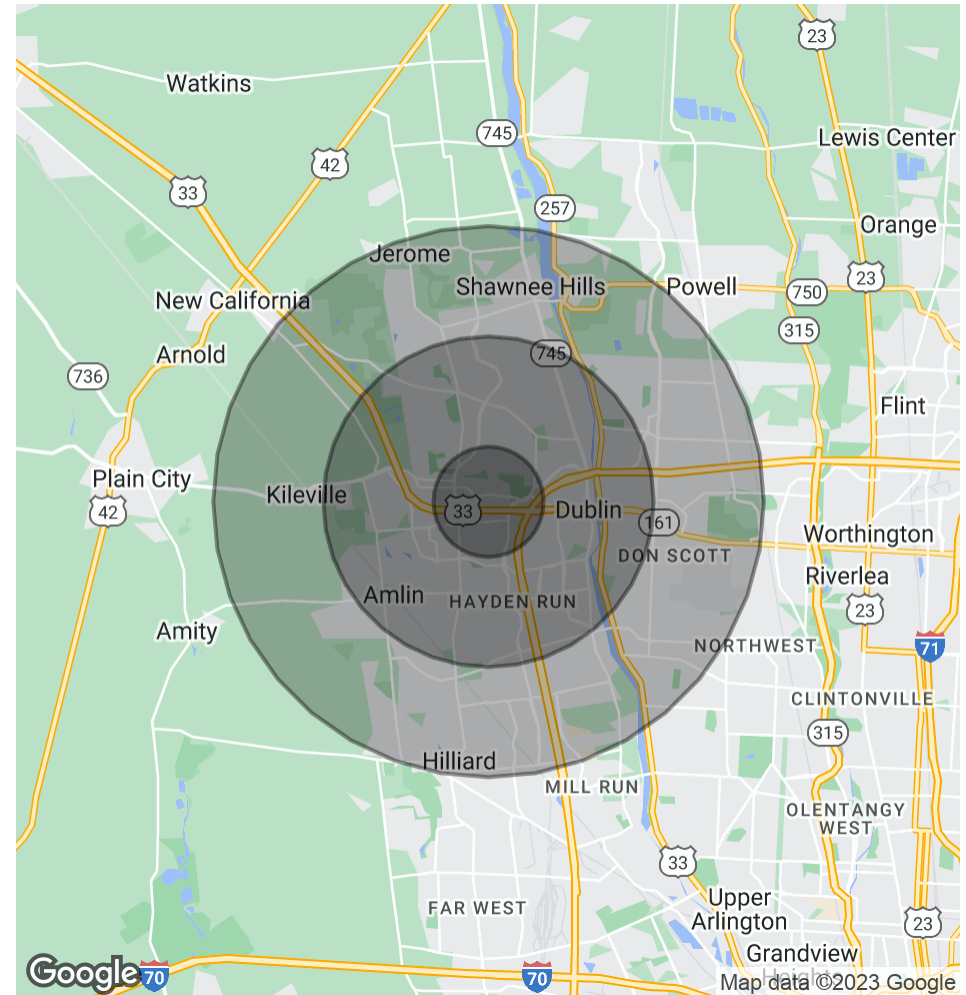 23
Watkins
745
Lewis Center
42
33
257
Orange
Jerome
Shawnee Hills
Powell
23
750
New California
315
745
Arnold
736
Flint
Plain City
Kileville
33
Dublin
42
161
Worthington
DON SCOTT
Riverlea
Amlin
HAYDEN RUN
23
Amity
NORTHWEST
71
CLINTONVILLE
315
Hilliard
MILL RUN
OLENTANGY
WEST
33
Upper
Arlington
FAR WEST
23
Grandview
Heights
Google
70
70
Map data ©2023 Google